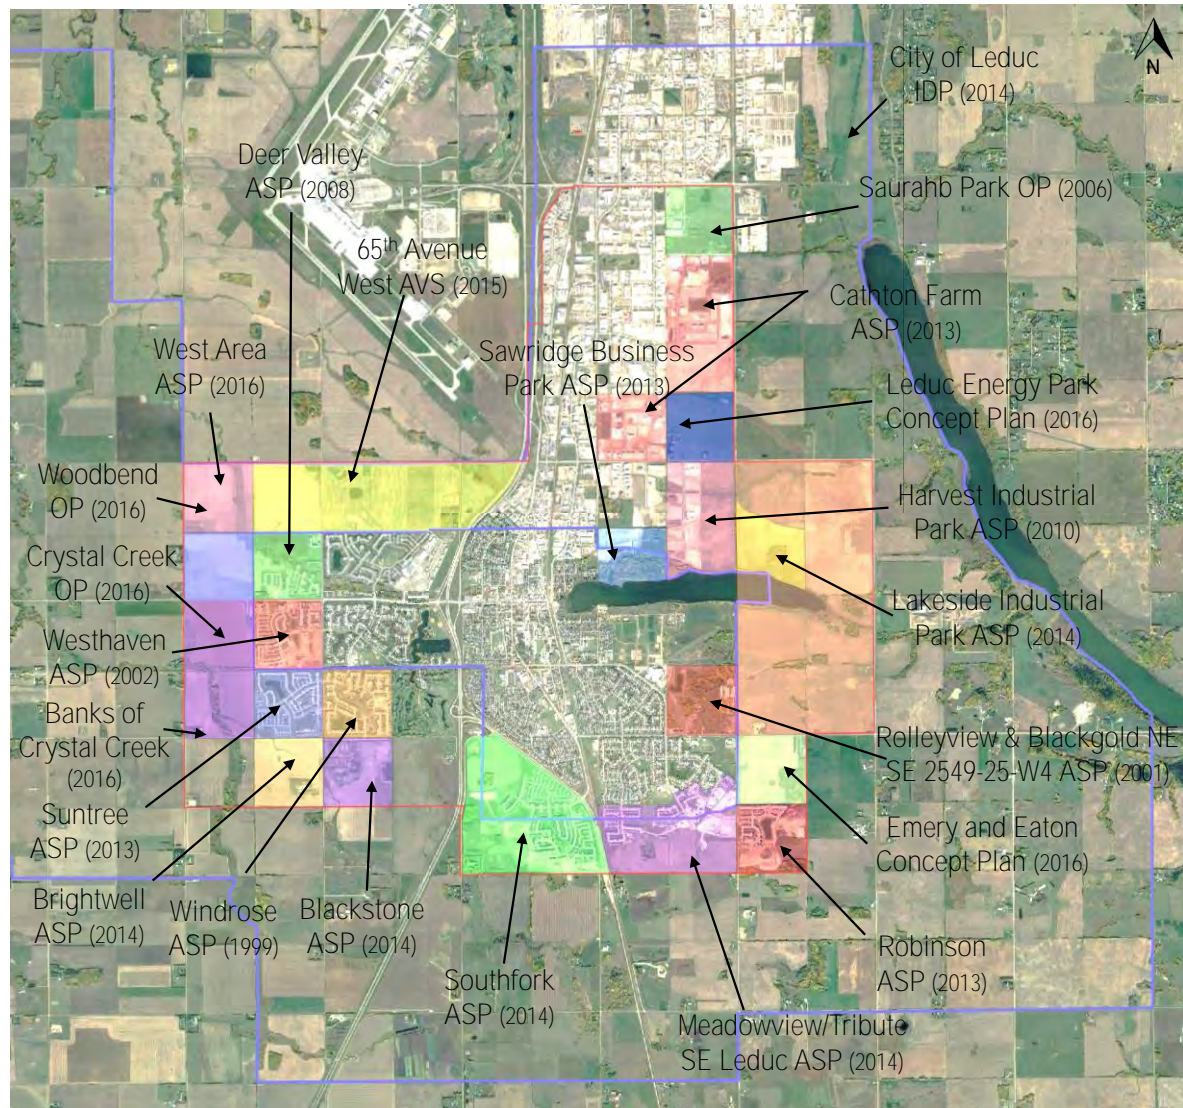 N
City of Leduc
IDP (2014)
Deer Valley
ASP (2008)
Saurahb Park OP (2006)
65th Avenue
West AVS (2015)
Cathton Farm
ASP (2013)
West Area
ASP (2016)
Sawridge Business
Park ASP (2013)
Leduc Energy Park
Concept Plan (2016)
Woodbend
OP (2016)
Harvest Industrial
Park ASP (2010)
Crystal Creek
OP (2016)
Lakeside Industrial
Park ASP (2014)
Westhaven
ASP (2002)
Banks of
Crystal Creek
(2016)
Rolleyview & Blackgold NE
SE 2549-25-W4 ASP (2001)
Suntree
ASP (2013)
Emery and Eaton
Concept Plan (2016)
Brightwell
ASP (2014)
Windrose
ASP (1999)
Blackstone
ASP (2014)
Robinson
ASP (2013)
Southfork
ASP (2014)
Meadowview/Tribute
SE Leduc ASP (2014)